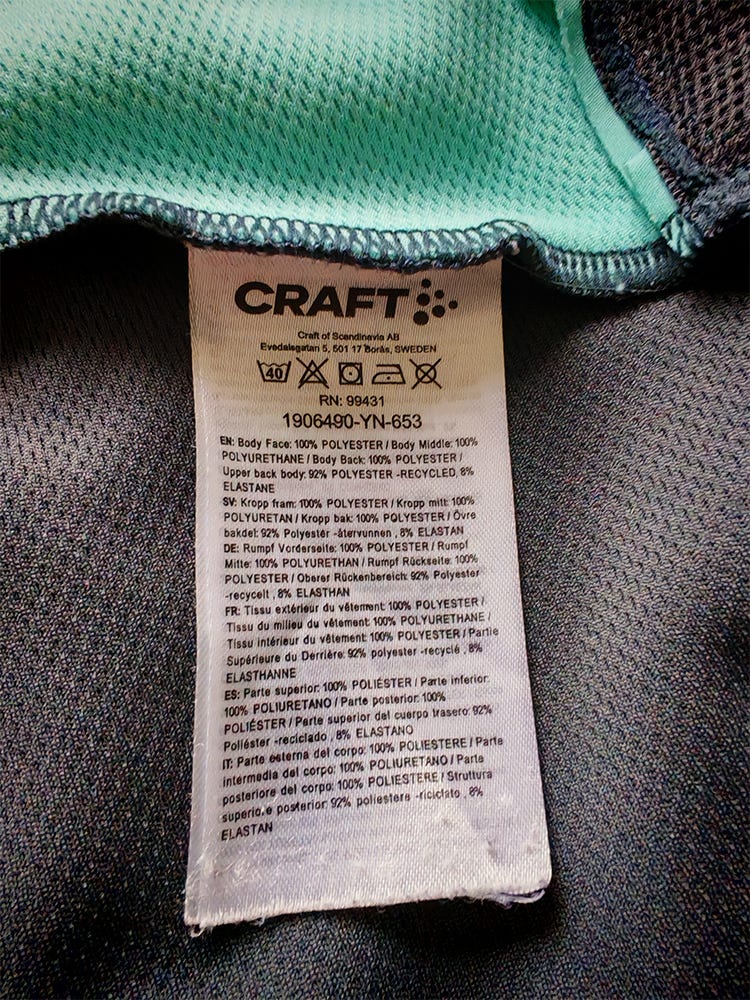 CRAFT
Craft of Scandinavia AB
Evedalsgatan 5, 501 17 Borås, SWEDEN
40
RN: 99431
1906490-YN-653
EN: Body Face: 100% POLYESTER / Body Middle: 100%
POLYURETHANE / Body Back: 100% POLYESTER /
Upper back body: 92% POLYESTER -RECYCLED, 8%
ELASTANE
SV: Kropp fram: 100% POLYESTER / Kropp mitt: 100%
POLYURETAN / Kropp bak: 100% POLYESTER / Övre
bakdel: 92% Polyester -återvunnen , 8% ELASTAN
DE: Rumpf Vorderseite: 100% POLYESTER / Rumpf
Mitte: 100% POLYURETHAN / Rumpf Rückseite: 100%
POLYESTER / Oberer Rückenbereich: 92% Polyester
-recycelt , 8% ELASTHAN
FR: Tissu extérieur du vêtement: 100% POLYESTER /
Tissu du milieu du vêtement: 100% POLYURETHANE /
Tissu intérieur du vêtement: 100% POLYESTER / Partie
Supérieure du Derrière: 92% polyester -recyclé , 8%
ELASTHANNE
ES: Parte superior: 100% POLIÉSTER / Parte inferior:
100% POLIURETANO / Parte posterior: 100%
POLIÉSTER / Parte superior del cuerpo trasero: 92%
Poliéster -reciclado , 8% ELASTANO
IT: Parte esterna del corpo: 100% POLIESTERE / Parte
intermedia del corpo: 100% POLIURETANO / Parte
posteriore del corpo: 100% POLIESTERE / Struttura
superio.e posterior: 92% poliestere -riciclato , 8%
ELASTAN